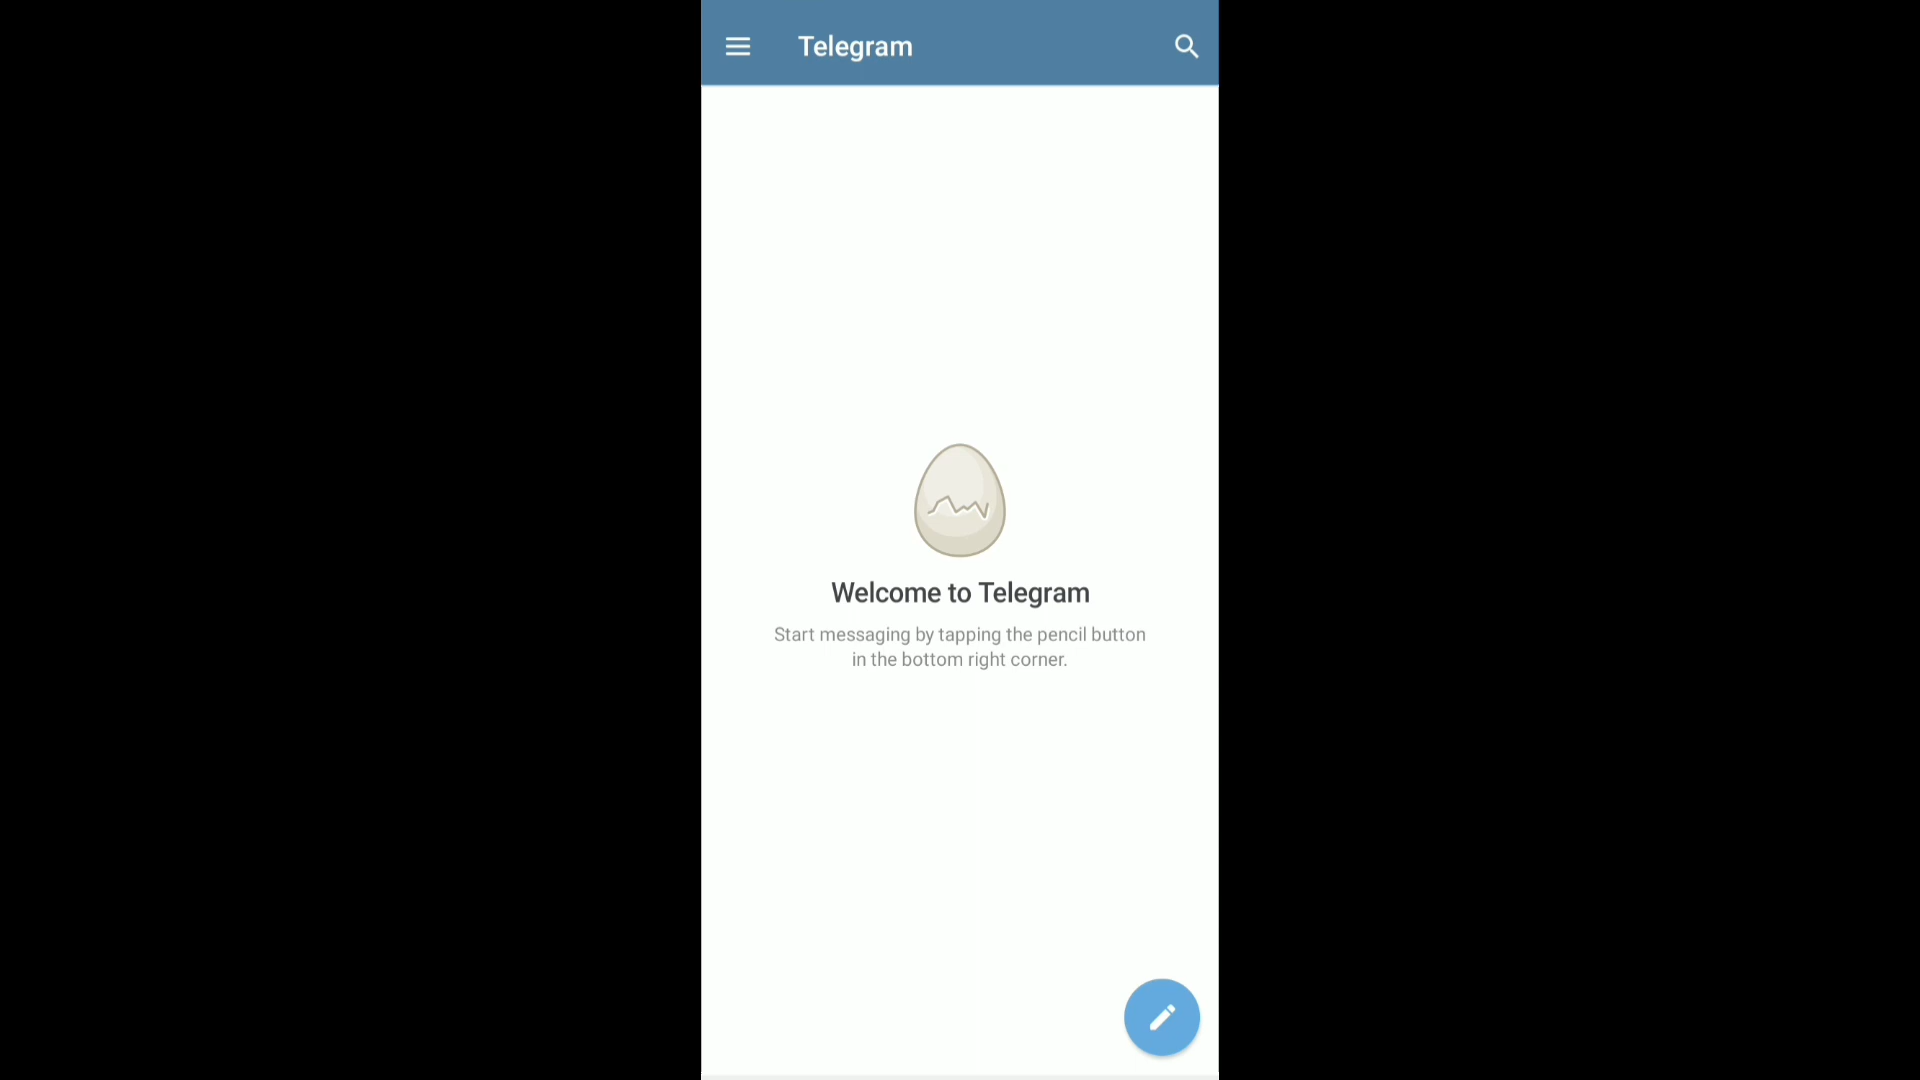 Telegram
Welcome to Telegram
Start messaging by tapping the pencil button
in the bottom right corner.